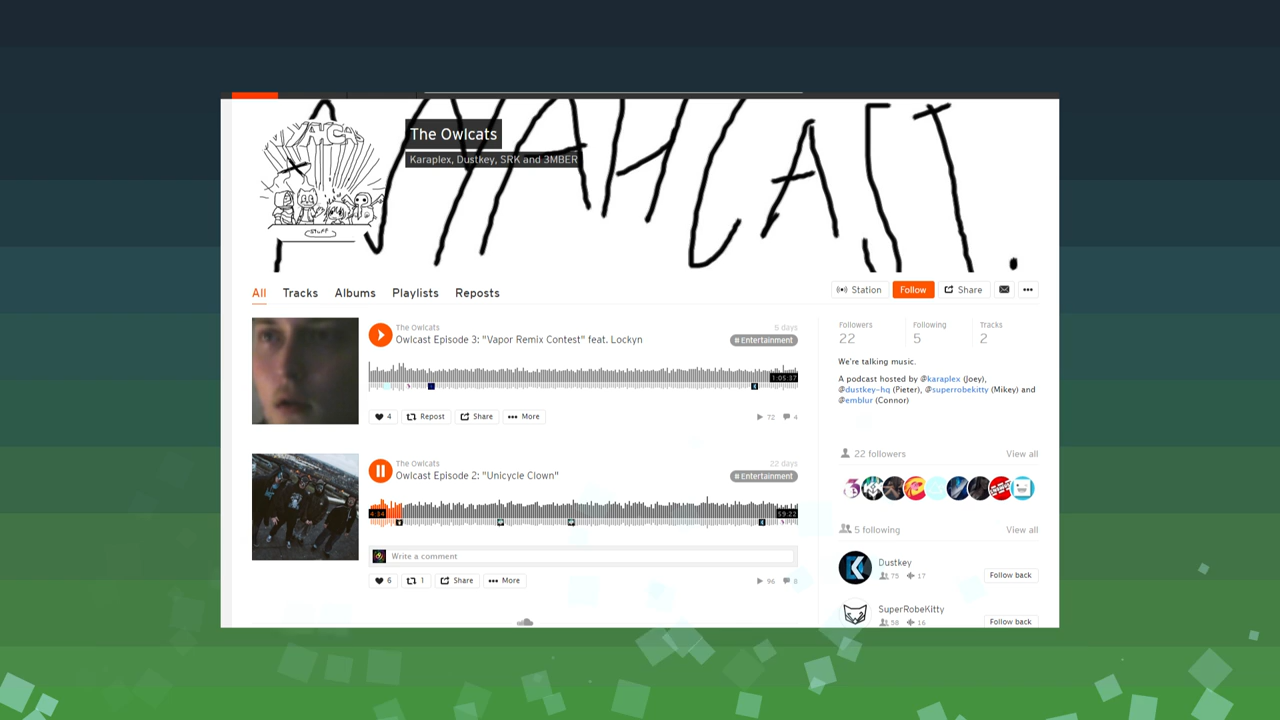 NYAHCAST.
The Owlcats
Karaplex, Dustkey, SRK and 3MBER
STUFF
All Tracks Albums Playlists Reposts
Station Follow Share
The Owlcats 5 days
Owlcast Episode 3: "Vapor Remix Contest" feat. Lockyn # Entertainment
1:05:37
4 Repost Share More 72 4
The Owlcats 22 days
Owlcast Episode 2: "Unicycle Clown" # Entertainment
4:34 59:22
Write a comment
6 1 Share More 96 8
Followers Following Tracks
22 5 2
We're talking music.
A podcast hosted by @karaplex (Joey),
@dustkey-hq (Pieter), @superrobekitty (Mikey) and
@emblur (Connor)
22 followers View all
5 following View all
Dustkey
75 17 Follow back
SuperRobeKitty
58 16 Follow back